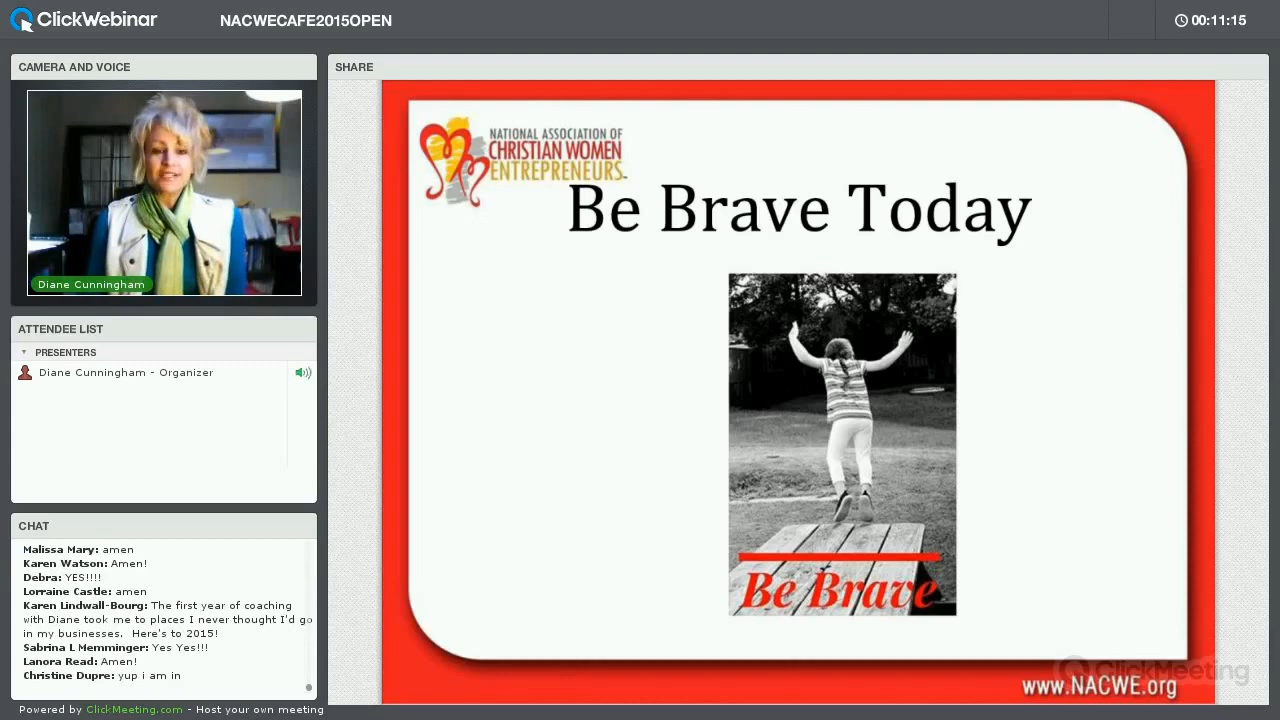 ClickWebinar
NACWECAFE2015OPEN
00:11:15
CAMERA AND VOICE
Diane Cunningham
ATTENDEE LIST
PRESENTERS
Diane Cunningham - Organizer
CHAT
Malissa Mary: amen
Karen Watson: Amen!
Debra: YES!!!!
Lorraine Castle: amen
Karen Lindwall-Bourg: The first year of coaching
with Diane took me to places I never thought I'd go
in my businesses. Here's to 2015!
Sabrina L Yes Yes!!!
Amen!
Christine yup i am in
Powered by ClickMeeting.com - Host your own meeting
SHARE
NATIONAL ASSOCIATION OF
CHRISTIAN WOMEN
ENTREPRENEURS
Be Brave Today
Be Brave
ClickMeeting
www.NACWE.org